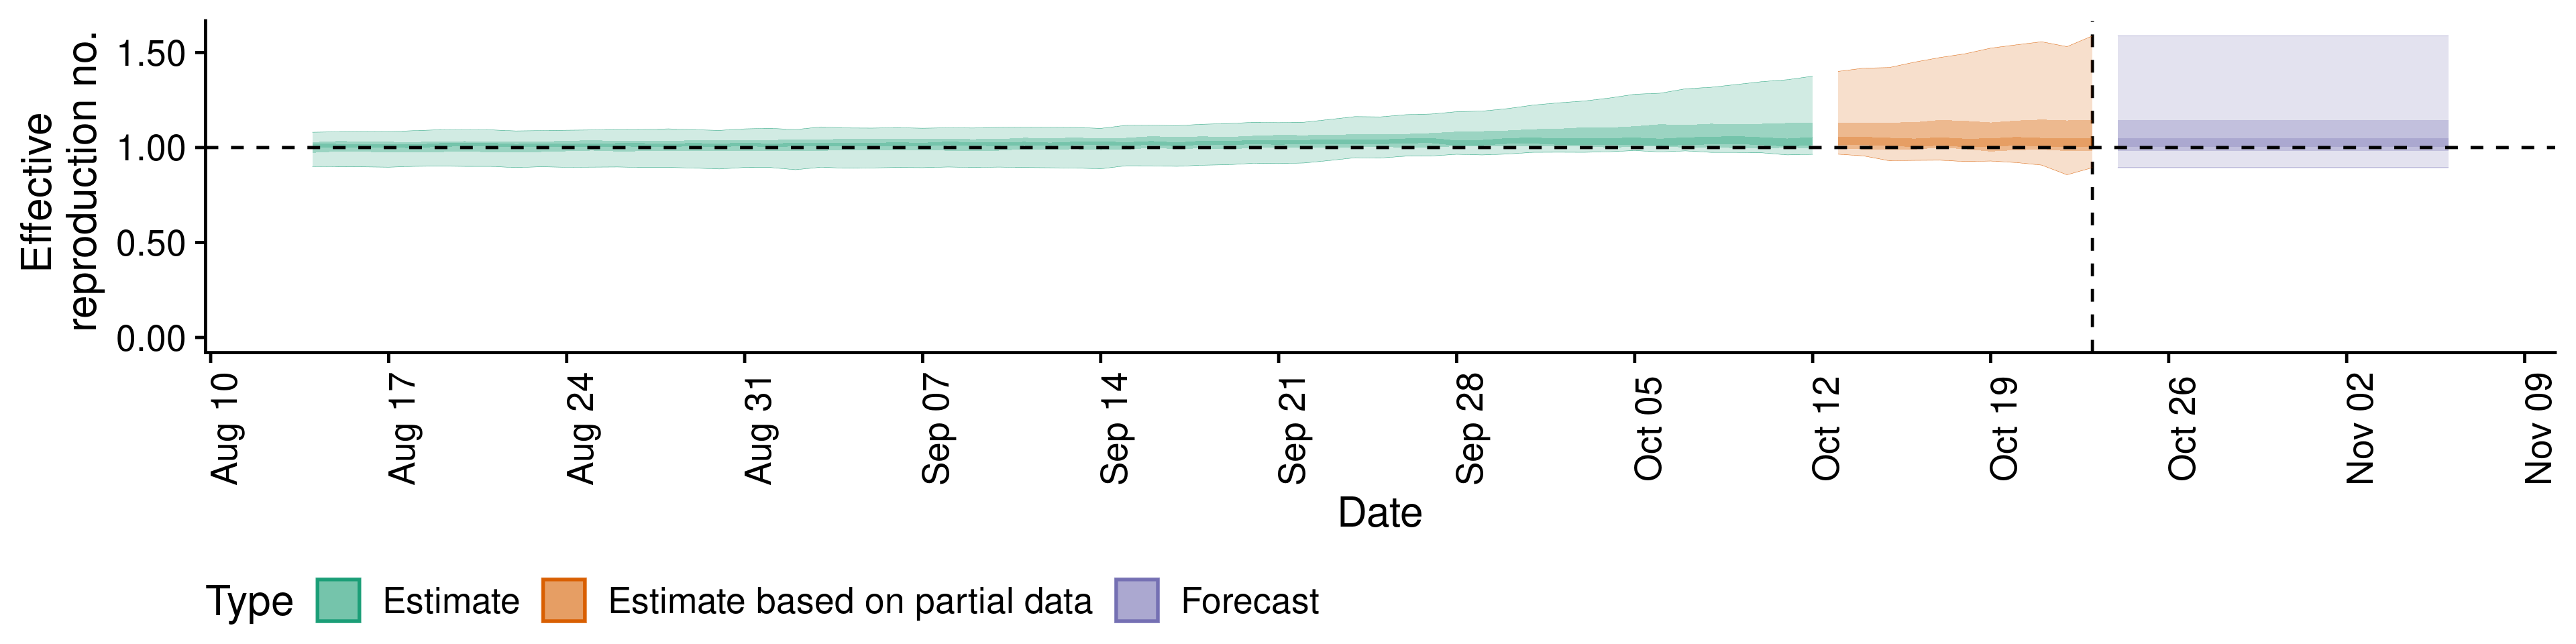 Effective
reproduction no.
1.50
1.00
0.50
0.00
Aug 10
Aug 17
Aug 24
Aug 31
Sep 07
Sep 14
Sep 21
Sep 28
Oct 05
Oct 12
Oct 19
Oct 26
Nov 02
Nov 09
Date
Type
Estimate
Estimate based on partial data
Forecast